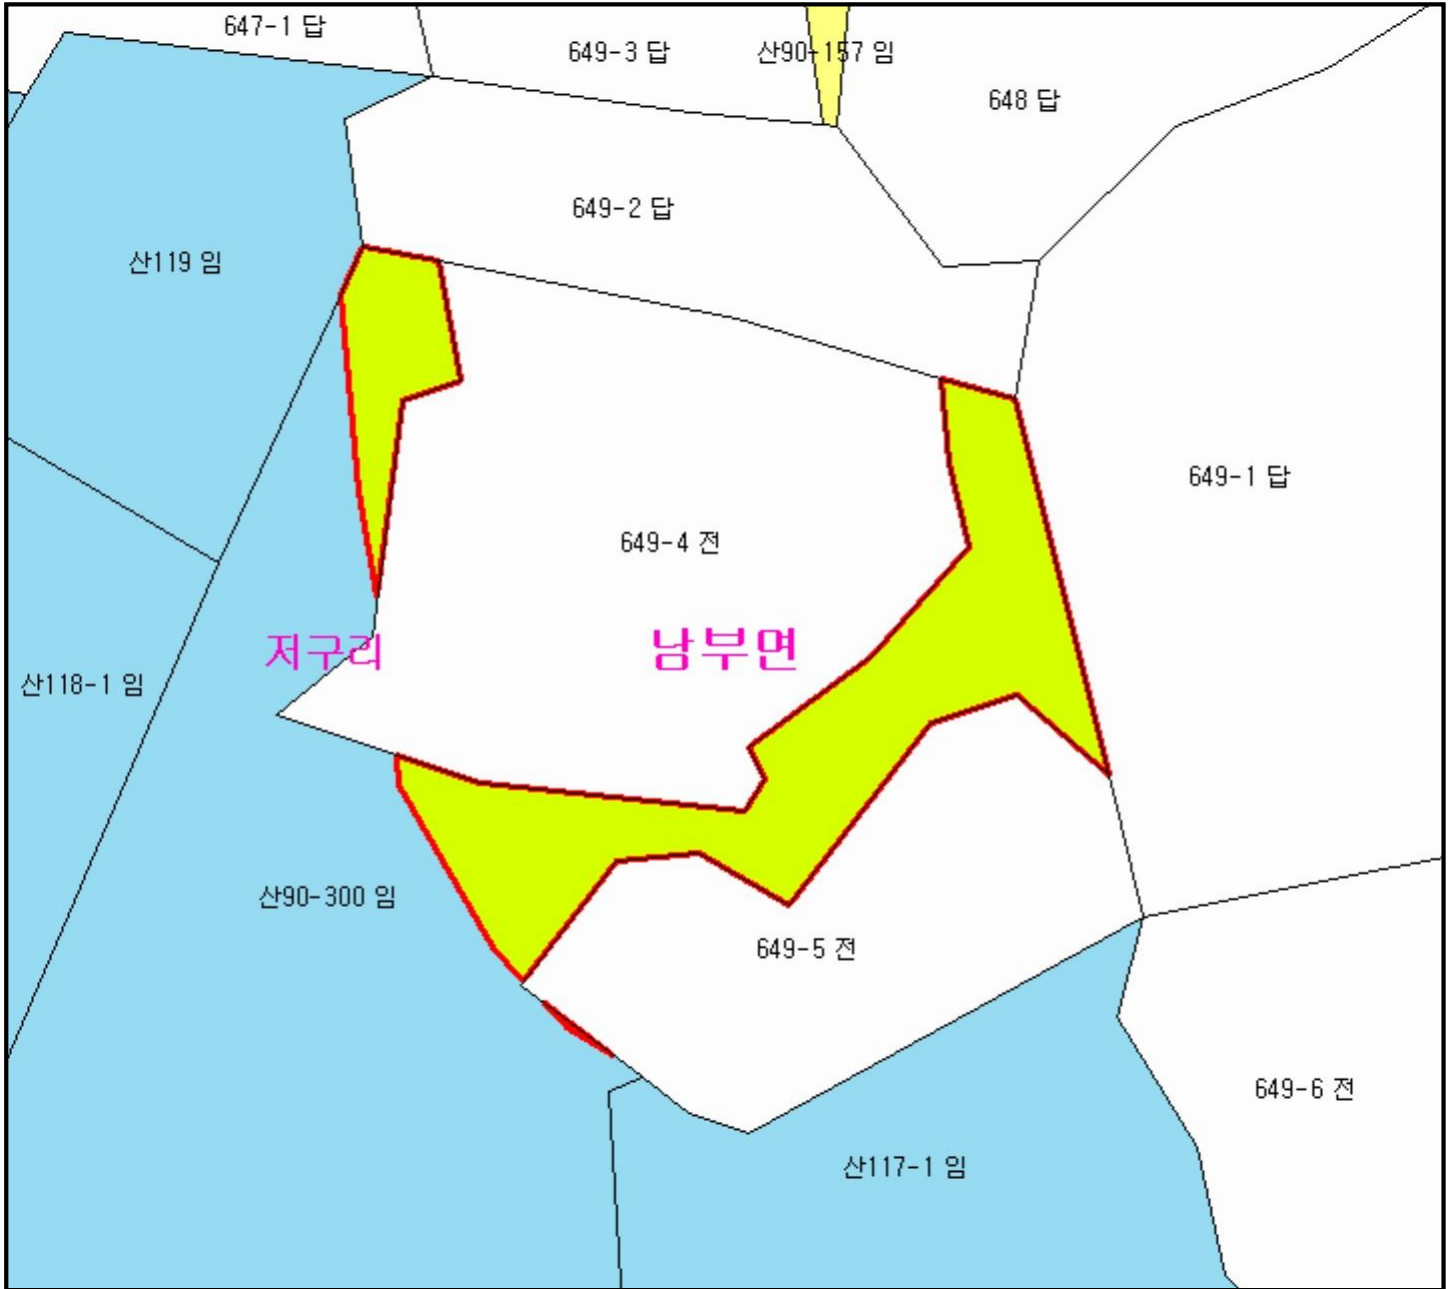 647-1 답
649-3 답
산90-157 임
648 답
649-2 답
산119 임
649-1 답
649-4 전
저구리
남부면
산118-1 임
산90-300 임
649-5 전
649-6 전
산117-1 임